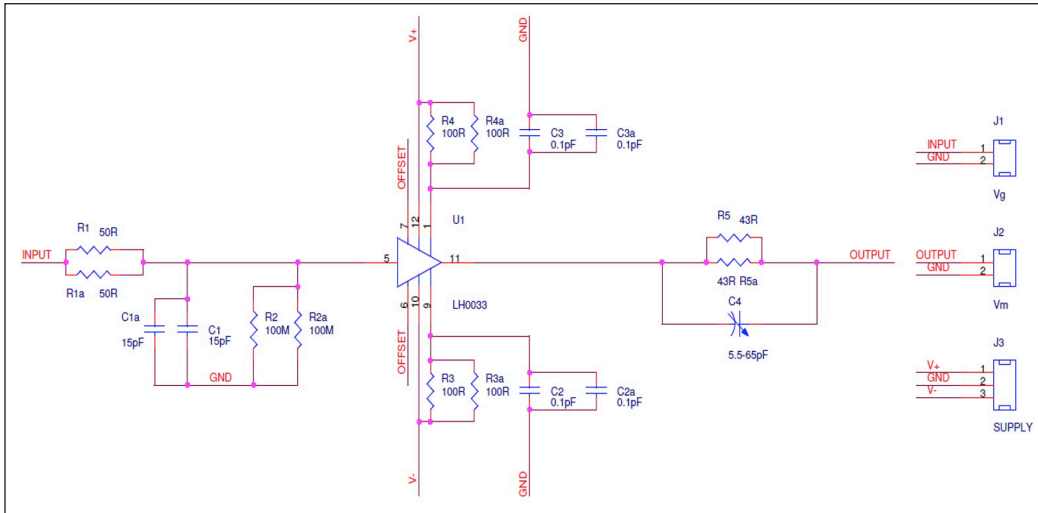 V+
GND
R4
100R
R4a
100R
C3
0.1pF
C3a
0.1pF
J1
INPUT
1
GND
2
Vg
OFFSET
7
12
1
U1
R1
50R
INPUT
R1a
50R
5
11
LH0033
R5
43R
43R
R5a
C4
5.5-65pF
OUTPUT
J2
OUTPUT
1
GND
2
Vm
C1a
15pF
C1
15pF
R2
100M
R2a
100M
GND
6
10
9
OFFSET
R3
100R
R3a
100R
C2
0.1pF
C2a
0.1pF
J3
V+
1
GND
2
V-
3
SUPPLY
V-
GND